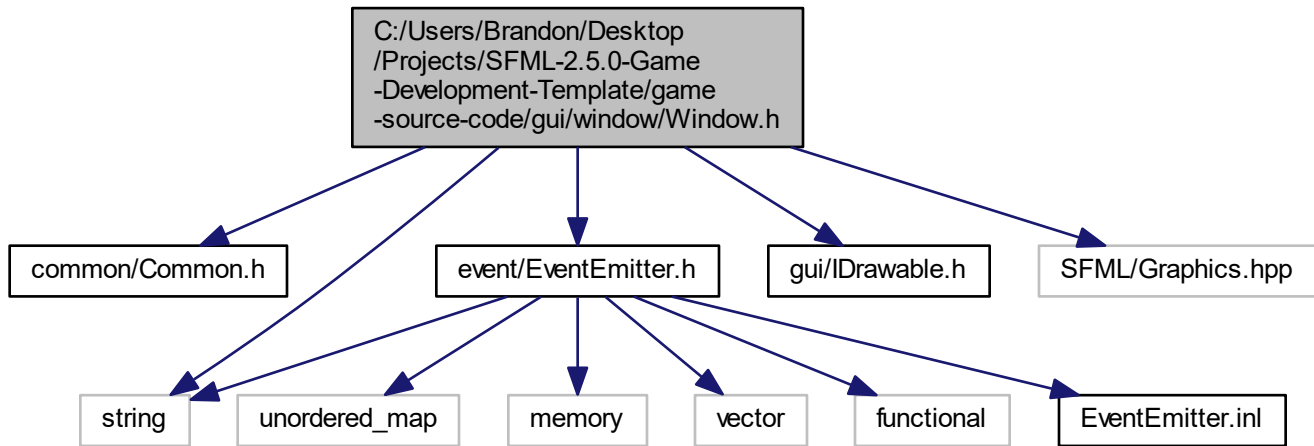 C:/Users/Brandon/Desktop
/Projects/SFML-2.5.0-Game
-Development-Template/game
-source-code/gui/window/Window.h
common/Common.h
event/EventEmitter.h
gui/IDrawable.h
SFML/Graphics.hpp
string
unordered_map
memory
vector
functional
EventEmitter.inl